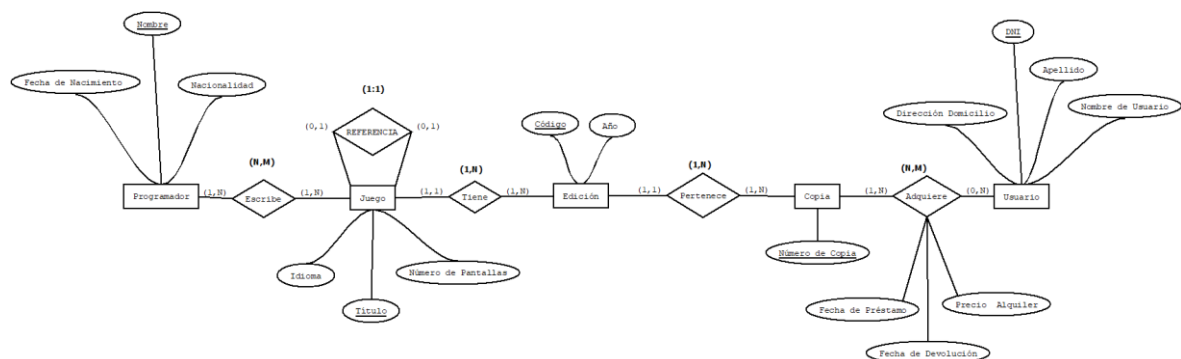 Nombre
DNI
Apellido
Fecha de Nacimiento
Nacionalidad
(1:1)
Dirección Domicilio
Nombre de Usuario
(0,1)
REFERENCIA
(0,1)
Código
Año
(N,M)
(1,N)
(1,N)
(N,M)
Programador
(1,N)
Escribe
(1,N)
Juego
(1,1)
Tiene
(1,N)
Edición
(1,1)
Pertenece
(1,N)
Copia
(1,N)
Adquiere
(0,N)
Usuario
Idioma
Número de Pantallas
Título
Número de Copia
Fecha de Préstamo
Precio Alquiler
Fecha de Devolución